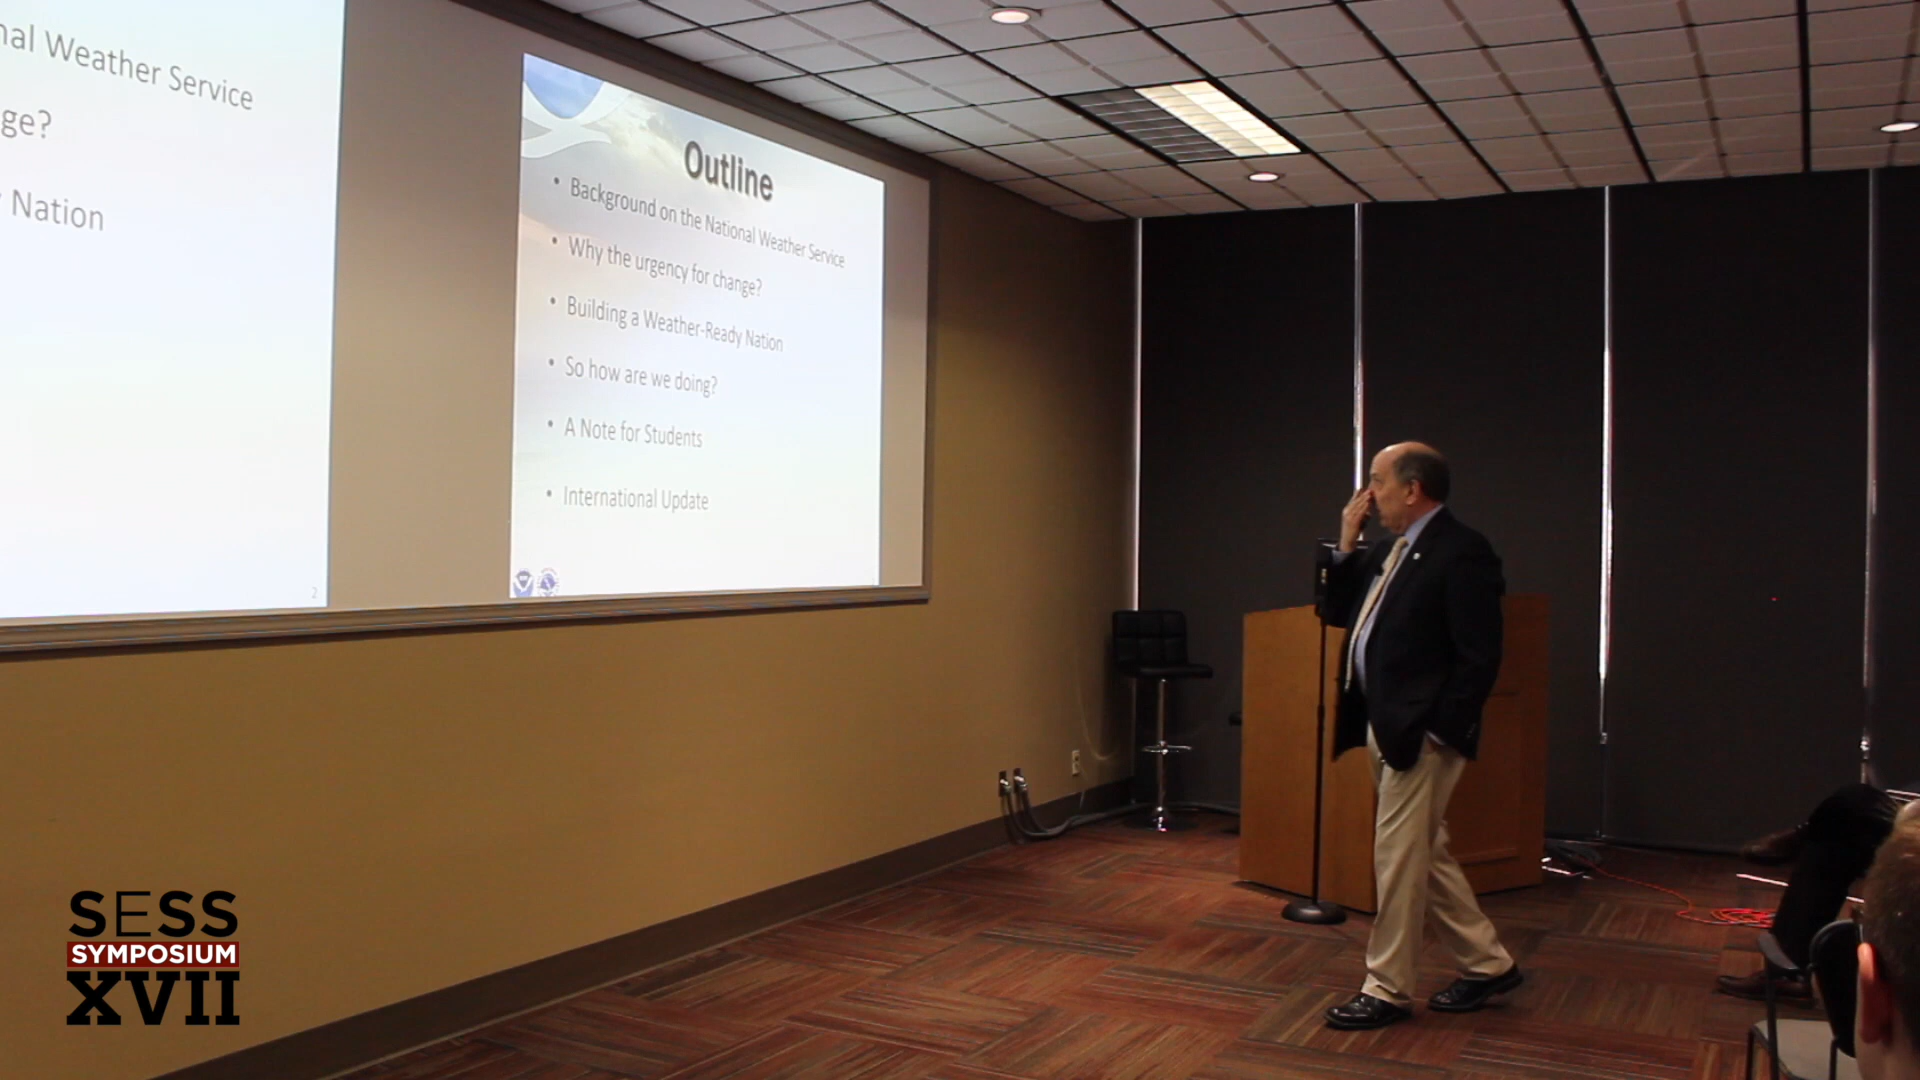 nal Weather Service
ge?
Nation
2
Outline
• Background on the National Weather Service
• Why the urgency for change?
• Building a Weather-Ready Nation
• So how are we doing?
• A Note for Students
• International Update
SESS
SYMPOSIUM
XVII